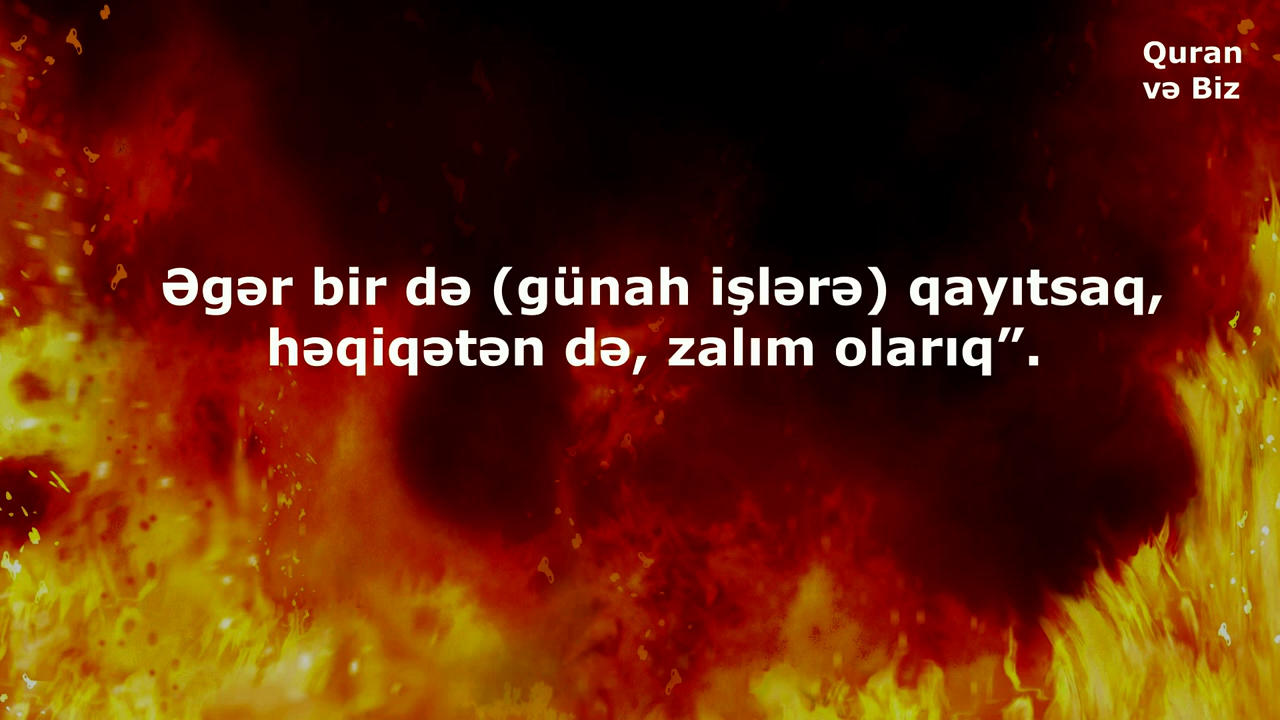 Quran
və Biz
Əgər bir də (günah işlərə) qayıtsaq,
həqiqətən də, zalım olarıq”.